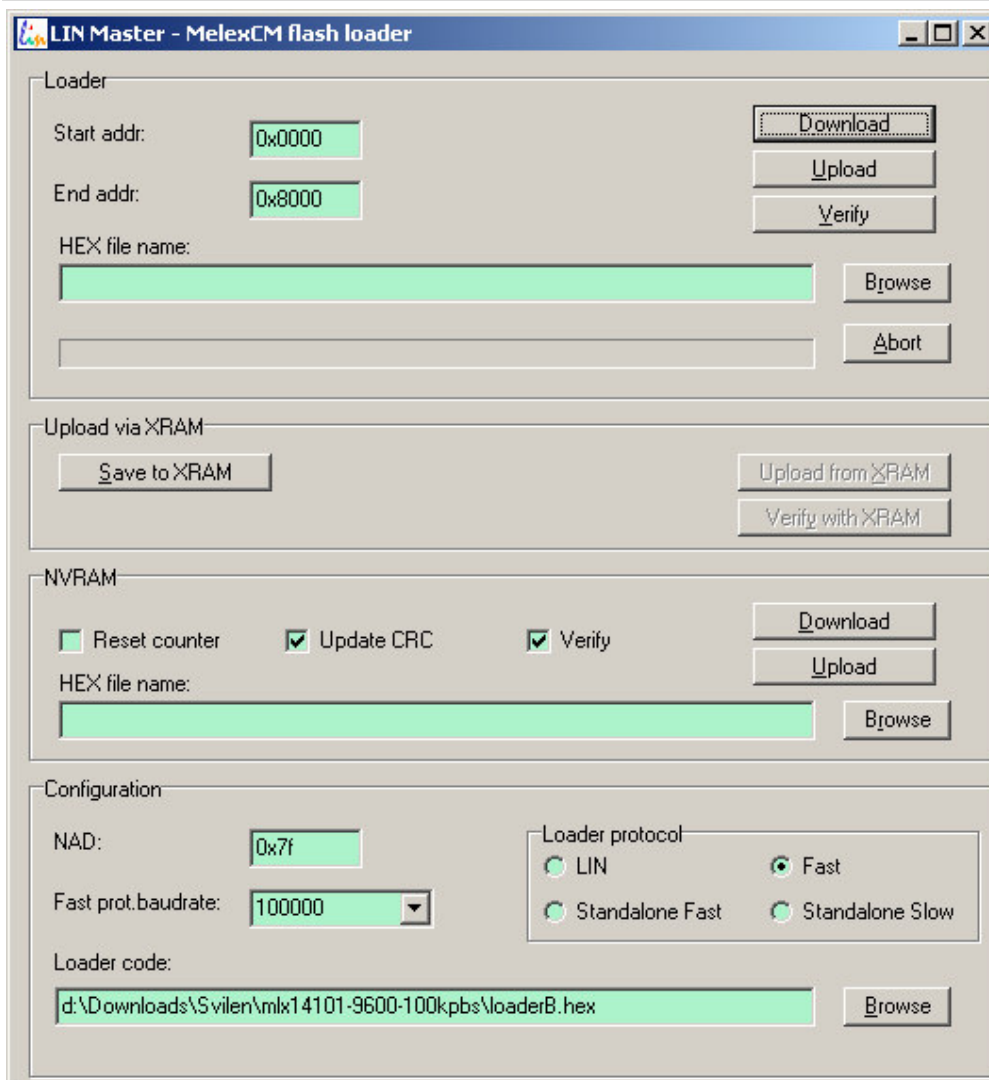 Lin LIN Master - MelexCM flash loader
Loader
Start addr: 0x0000 Download
Upload
End addr: 0x8000 Verify
HEX file name:
Browse
Abort
Upload via XRAM
Save to XRAM Upload from XRAM
Verify with XRAM
NVRAM
Reset counter Update CRC Verify Download
Upload
HEX file name:
Browse
Configuration
NAD: 0x7f Loader protocol
LIN Fast
Fast prot.baudrate: 100000 Standalone Fast Standalone Slow
Loader code:
d:\Downloads\Svilen\mlx14101-9600-100kpbs\loaderB.hex Browse